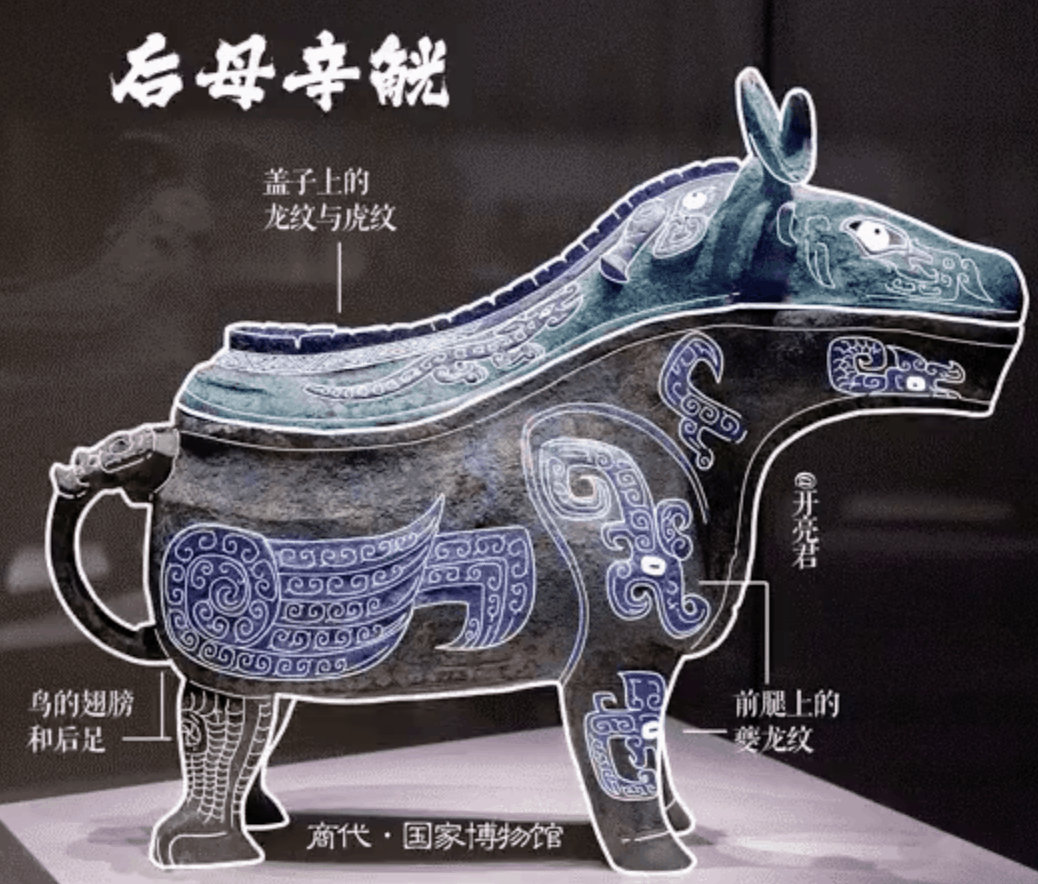 后母辛觥
盖子上的
龙纹与虎纹
@开亮君
鸟的翅膀
和后足
前腿上的
夔龙纹
商代·国家博物馆